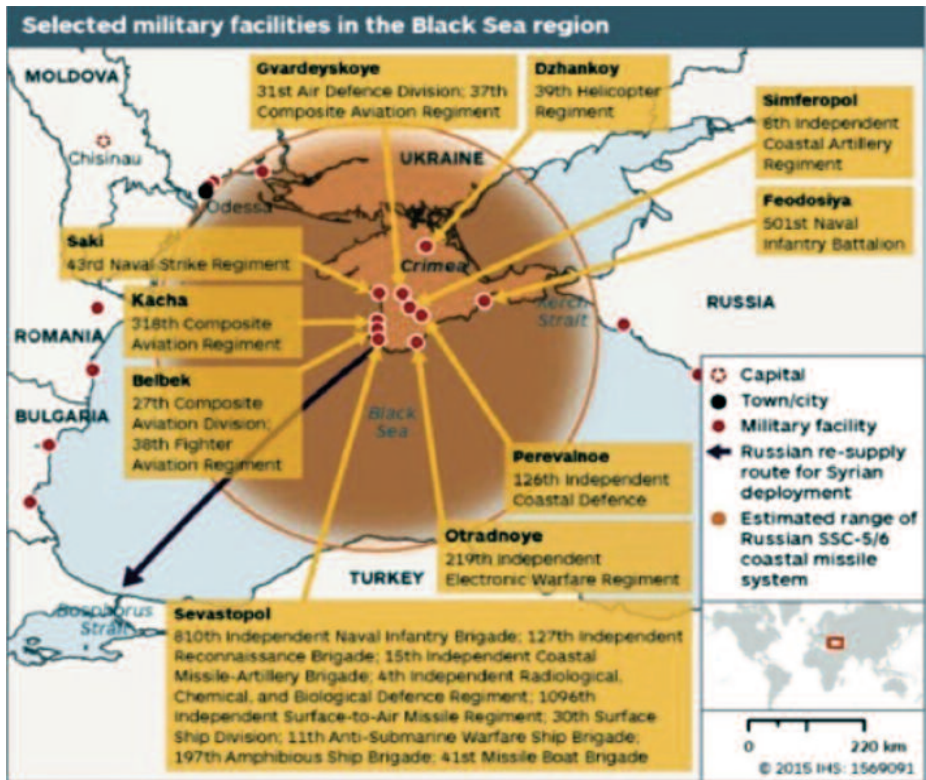 Selected military facilities in the Black Sea region
MOLDOVA
Chisinau
Gvardeyskoye
31st Air Defence Division; 37th
Composite Aviation Regiment
Dzhankoy
39th Helicopter
Regiment
Simferopol
8th Independent
Coastal Artillery
Regiment
UKRAINE
Odessa
Feodosiya
501st Naval
Infantry Battalion
Saki
43rd Naval Strike Regiment
Crimea
Kacha
318th Composite
Aviation Regiment
Kerch
Strait
RUSSIA
ROMANIA
Belbek
27th Composite
Aviation Division;
38th Fighter
Aviation Regiment
BULGARIA
Black
Sea
Capital
Town/city
Military facility
Russian re-supply
route for Syrian
deployment
Estimated range of
Russian SSC-5/6
coastal missile
system
Perevalnoe
126th Independent
Coastal Defence
Otradnoye
219th Independent
Electronic Warfare Regiment
TURKEY
Bosphorus
Strait
Sevastopol
810th Independent Naval Infantry Brigade; 127th Independent
Reconnaissance Brigade; 15th Independent Coastal
Missile-Artillery Brigade; 4th Independent Radiological,
Chemical, and Biological Defence Regiment; 1096th
Independent Surface-to-Air Missile Regiment; 30th Surface
Ship Division; 11th Anti-Submarine Warfare Ship Brigade;
197th Amphibious Ship Brigade; 41st Missile Boat Brigade
0 220 km
© 2015 IHS: 1569091